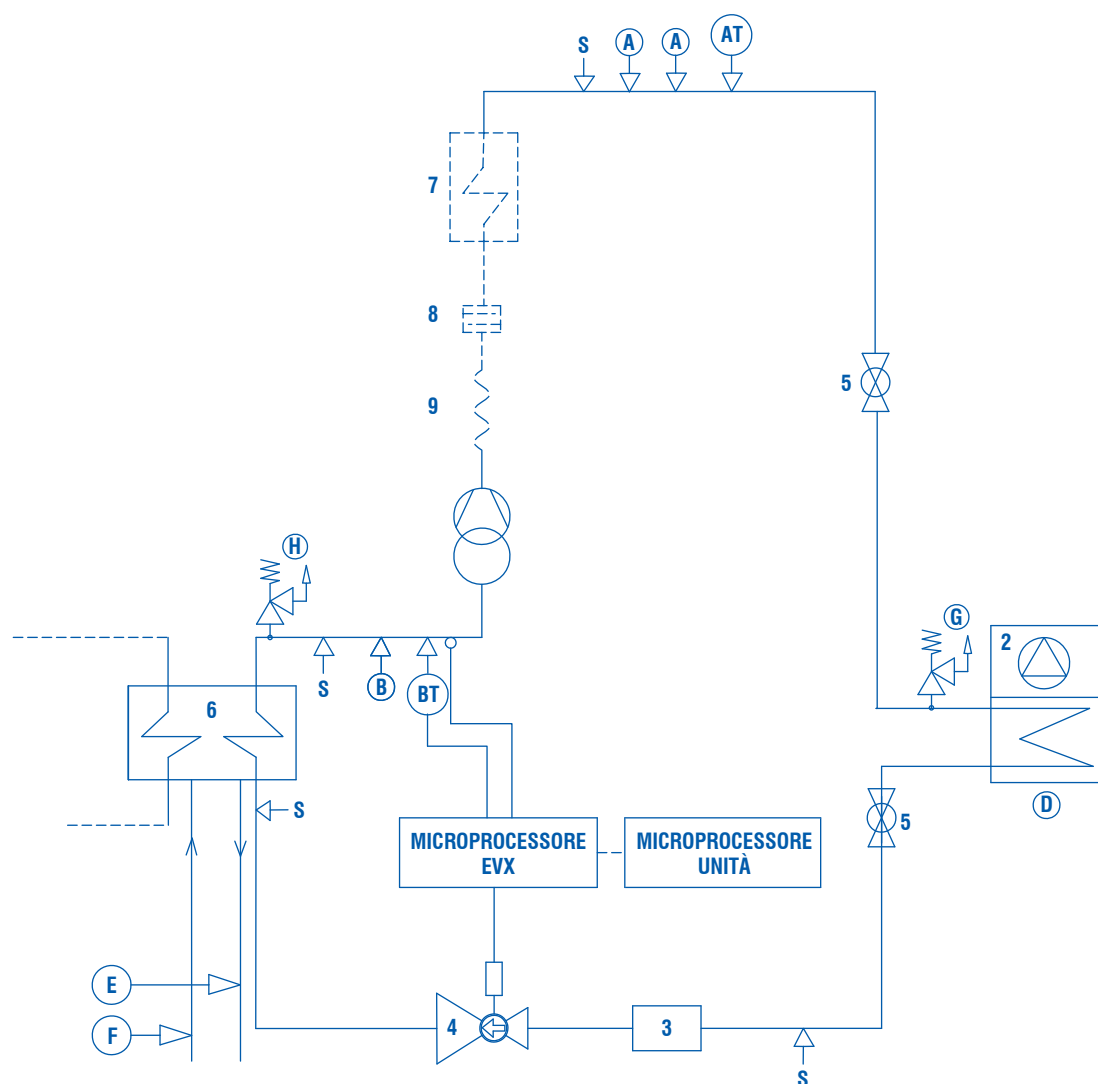 S A A AT
7
8
9
5
H
G
2
S B BT
6
S
D
5
MICROPROCESSORE
EVX
MICROPROCESSORE
UNITÀ
E
F
4
3
S